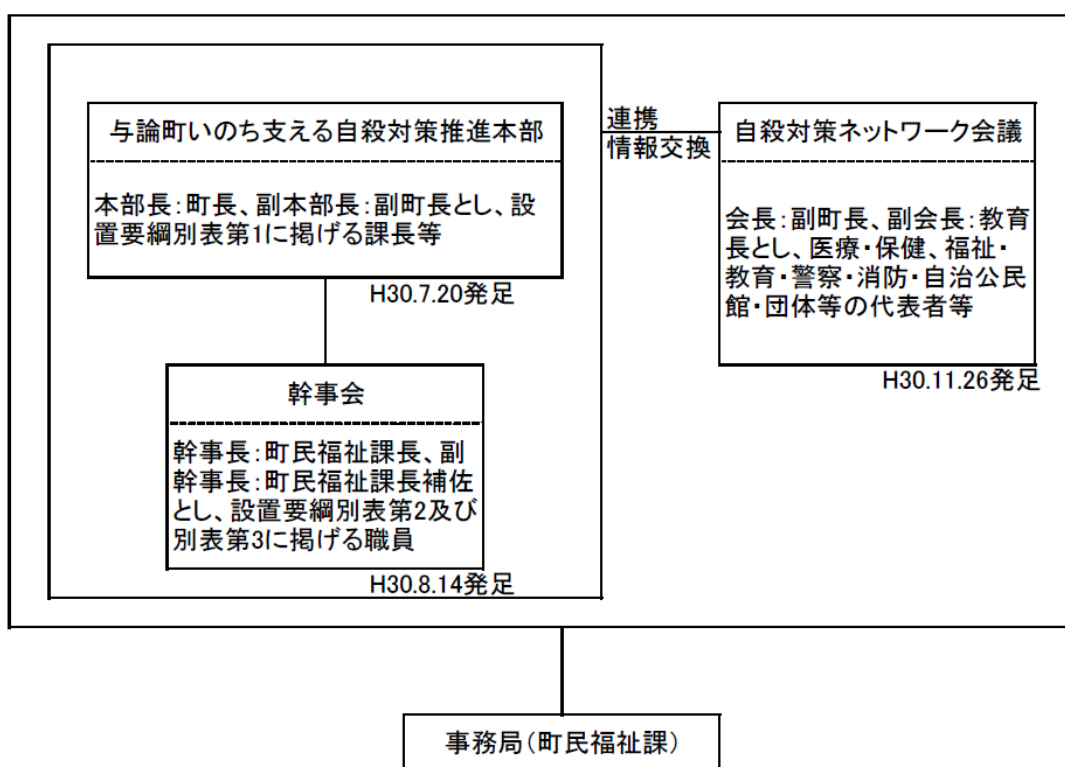 与論町いのち支える自殺対策推進本部
本部長:町長、副本部長:副町長とし、設
置要綱別表第1に掲げる課長等
H30.7.20発足
連携
情報交換
自殺対策ネットワーク会議
会長:副町長、副会長:教育
長とし、医療・保健、福祉・
教育・警察・消防・自治公民
館・団体等の代表者等
H30.11.26発足
幹事会
幹事長:町民福祉課長、副
幹事長:町民福祉課長補佐
とし、設置要綱別表第2及び
別表第3に掲げる職員
H30.8.14発足
事務局(町民福祉課)